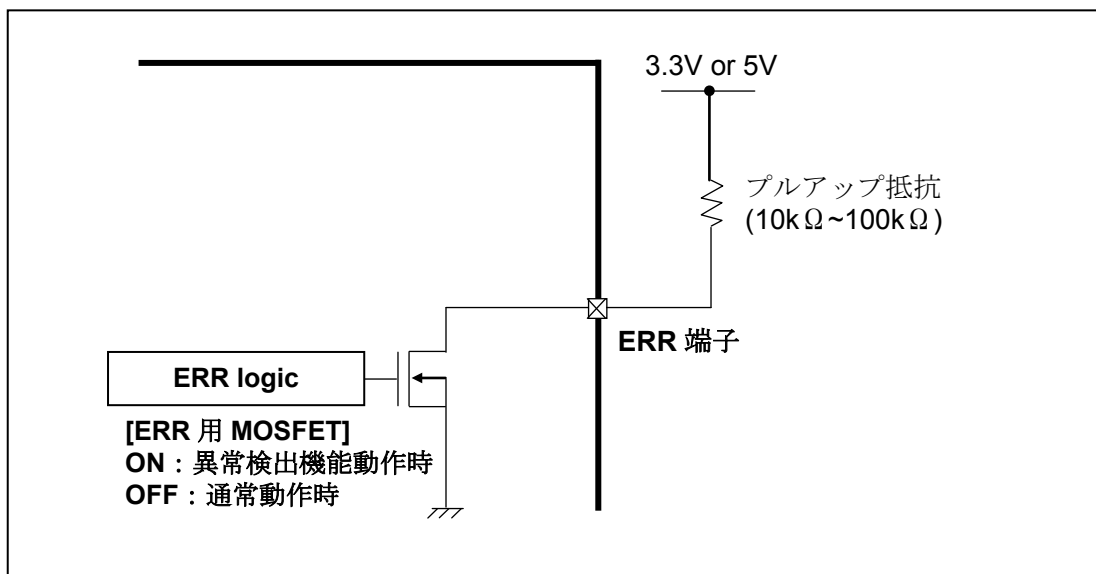 3.3V or 5V
プルアップ抵抗
(10kΩ~100kΩ)
ERR 端子
ERR logic
[ERR 用 MOSFET]
ON：異常検出機能動作時
OFF：通常動作時